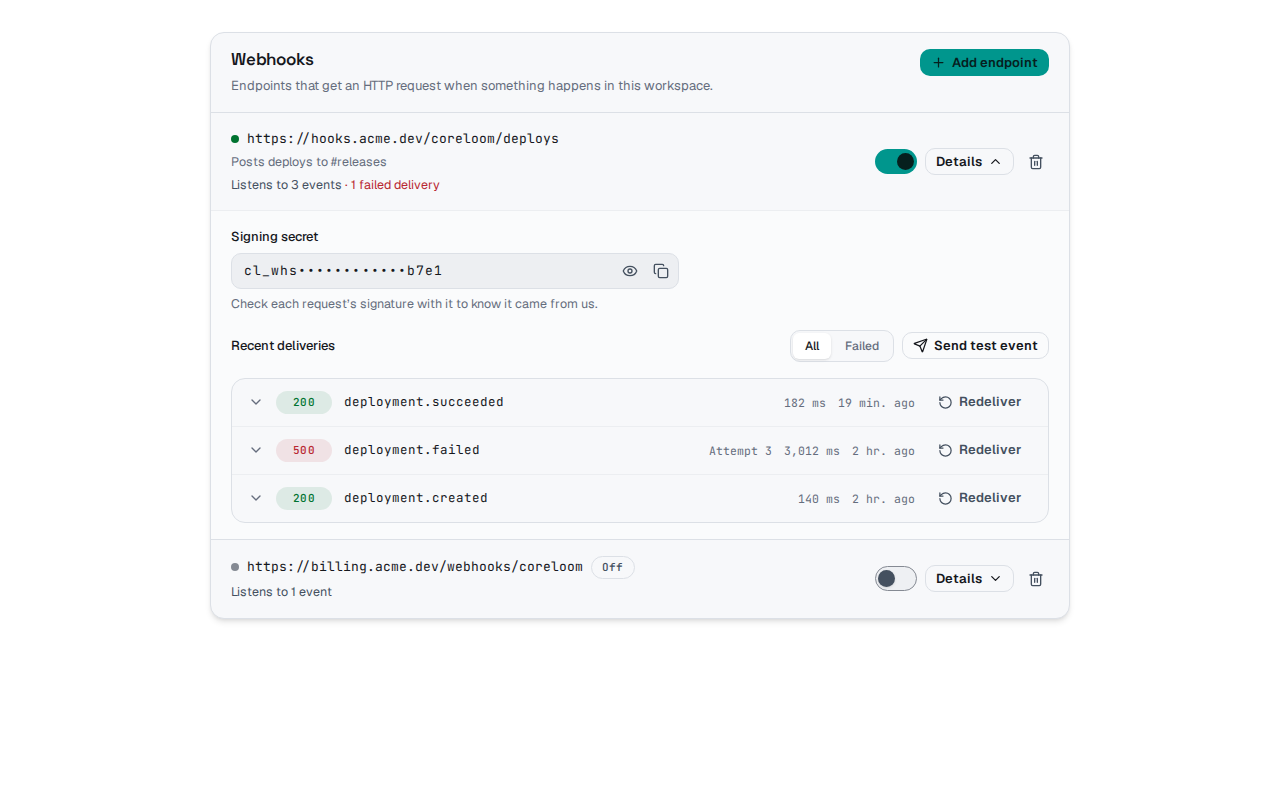 Webhooks
Add endpoint
Endpoints that get an HTTP request when something happens in this workspace.
https://hooks.acme.dev/coreloom/deploys
Posts deploys to #releases
Details
Listens to 3 events · 1 failed delivery
Signing secret
cl_whs••••••••••••b7e1
Check each request's signature with it to know it came from us.
Recent deliveries All Failed Send test event
200 deployment.succeeded 182 ms 19 min. ago Redeliver
500 deployment.failed Attempt 3 3,012 ms 2 hr. ago Redeliver
200 deployment.created 140 ms 2 hr. ago Redeliver
https://billing.acme.dev/webhooks/coreloom Off
Details
Listens to 1 event